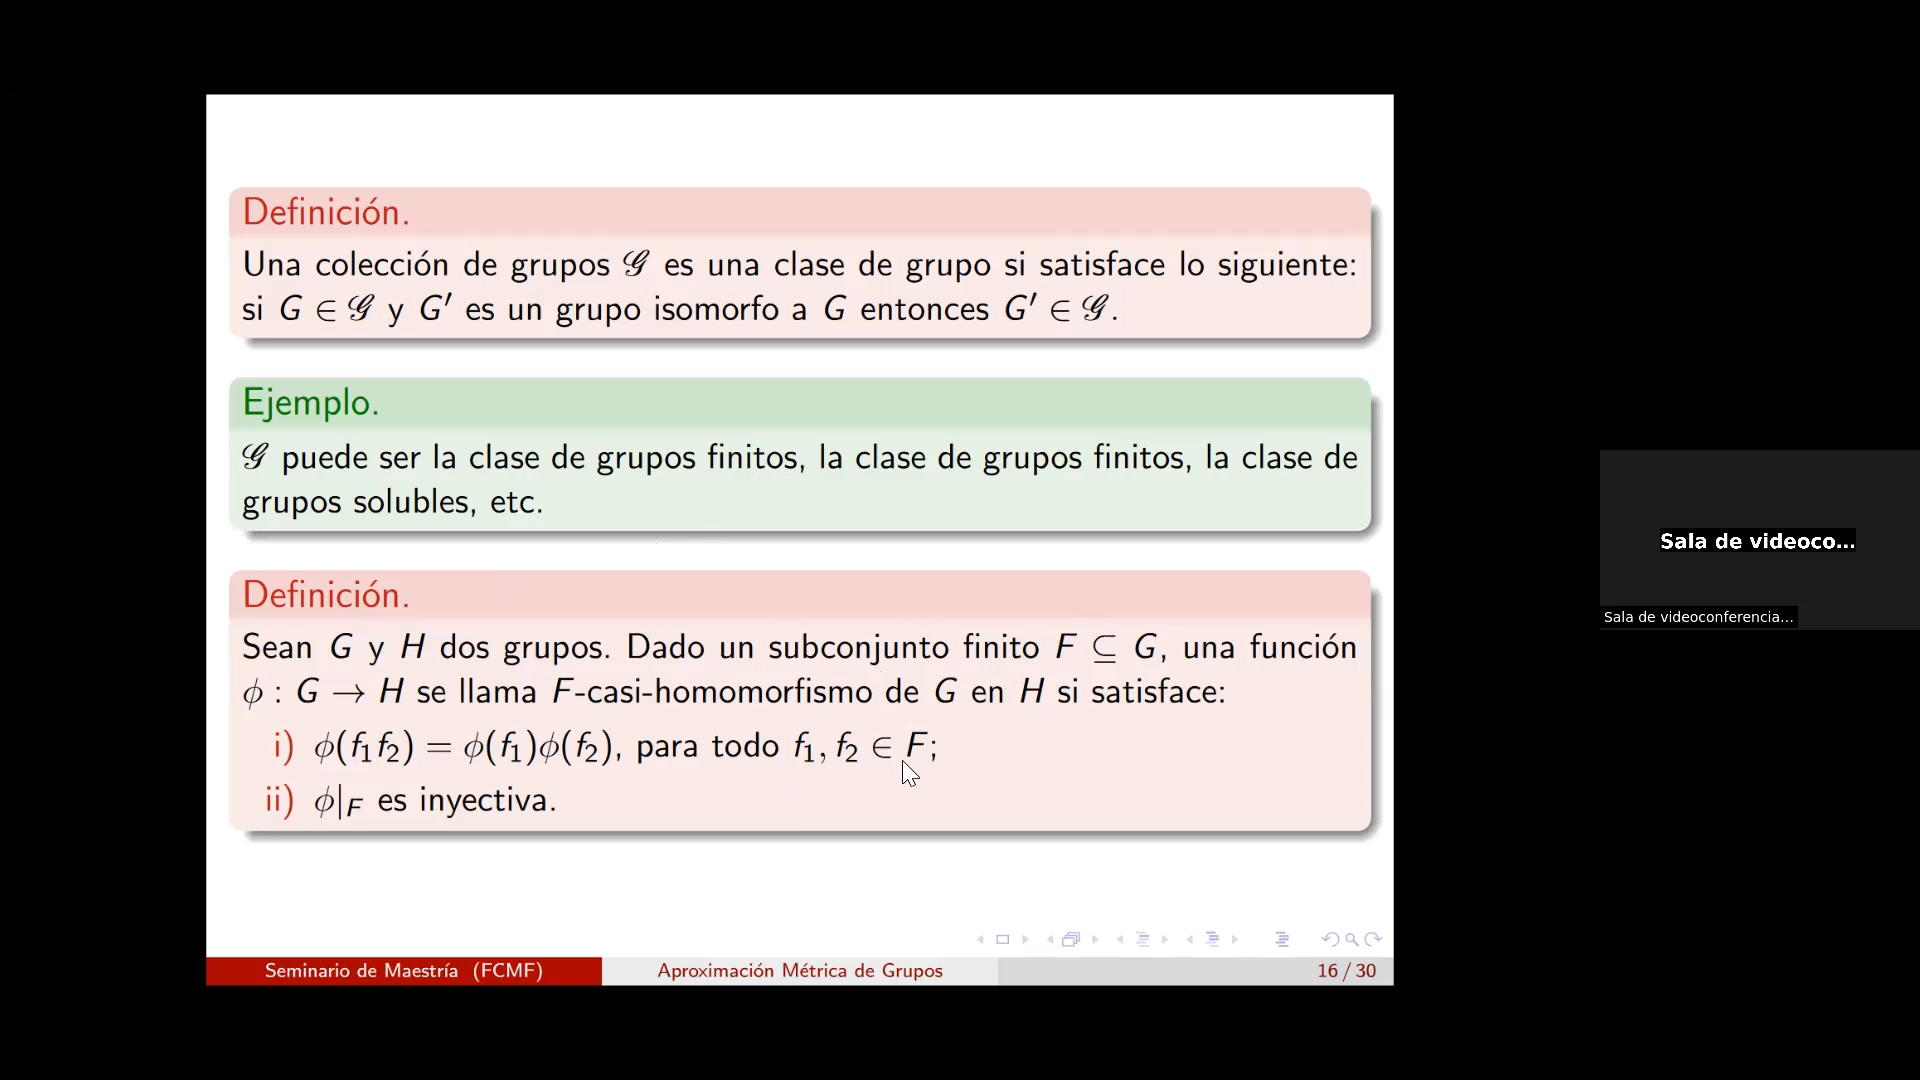 Definición.
Una colección de grupos 𝒢 es una clase de grupo si satisface lo siguiente:
si G ∈ 𝒢 y G′ es un grupo isomorfo a G entonces G′ ∈ 𝒢.
Ejemplo.
𝒢 puede ser la clase de grupos finitos, la clase de grupos finitos, la clase de
grupos solubles, etc.
Definición.
Sean G y H dos grupos. Dado un subconjunto finito F ⊆ G, una función
ϕ : G → H se llama F-casi-homomorfismo de G en H si satisface:
i) ϕ(f₁f₂) = ϕ(f₁)ϕ(f₂), para todo f₁, f₂ ∈ F;
ii) ϕ|F es inyectiva.
Seminario de Maestría (FCMF)
Aproximación Métrica de Grupos
16 / 30
Sala de videoco...
Sala de videoconferencia...